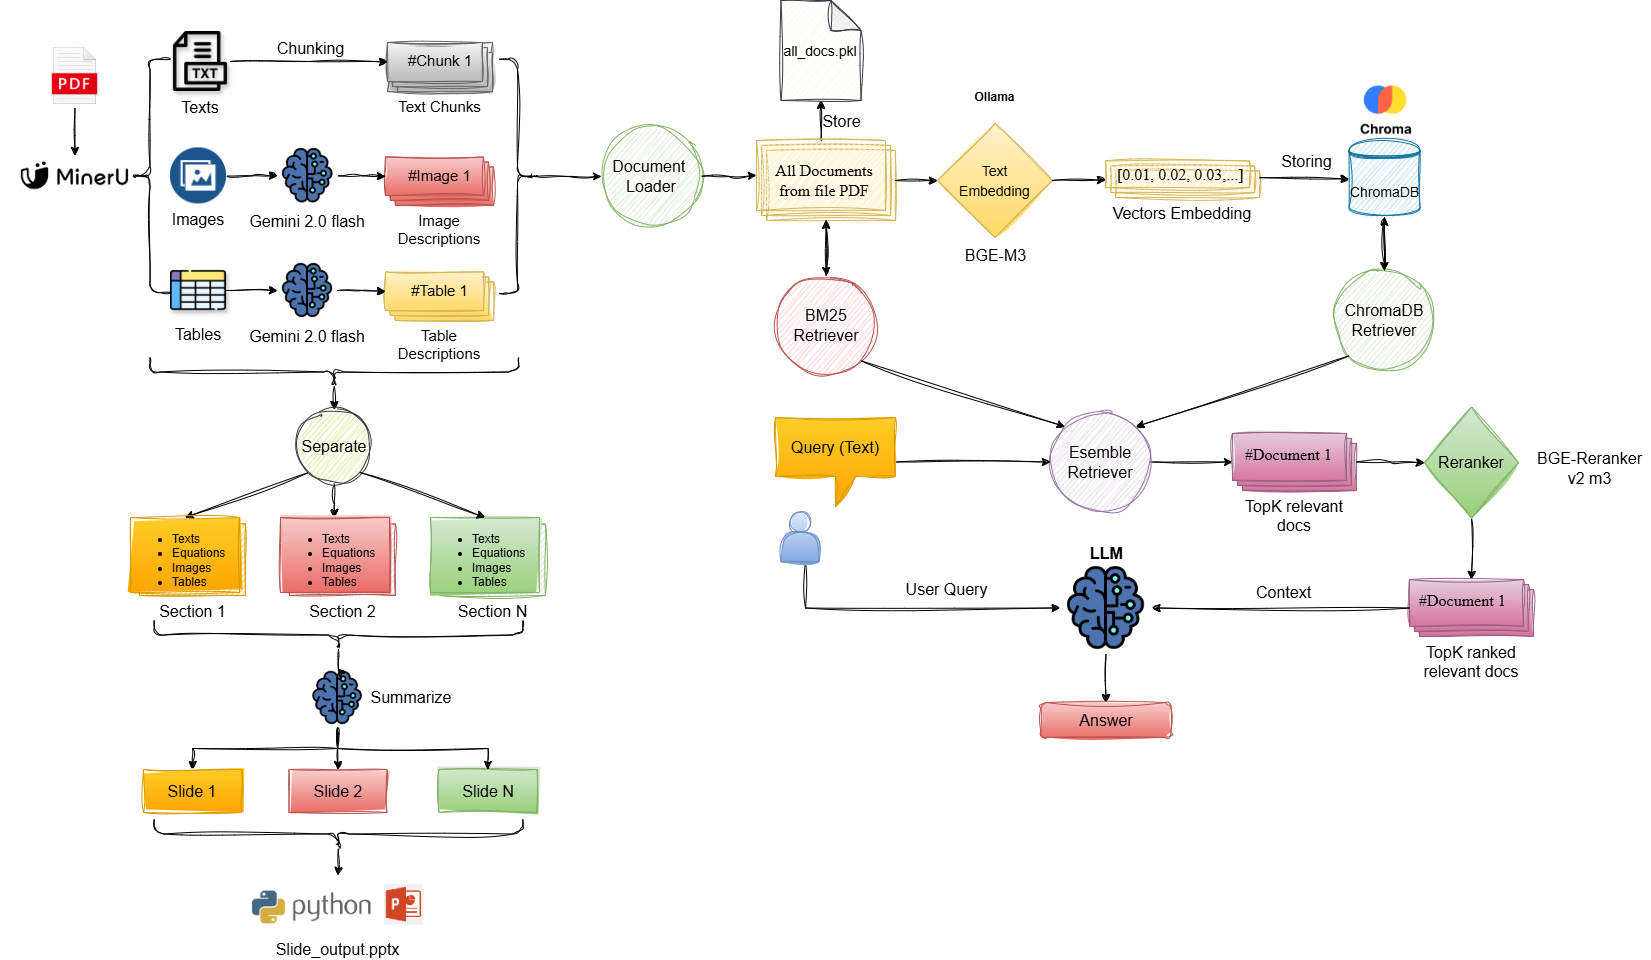 PDF
MinerU
TXT
Texts
Chunking
#Chunk 1
Text Chunks
Images
Gemini 2.0 flash
#Image 1
Image
Descriptions
Tables
Gemini 2.0 flash
#Table 1
Table
Descriptions
Document
Loader
all_docs.pkl
Store
All Documents
from file PDF
Ollama
Text
Embedding
BGE-M3
[0.01, 0.02, 0.03,...]
Vectors Embedding
Storing
Chroma
ChromaDB
BM25
Retriever
ChromaDB
Retriever
Query (Text)
Esemble
Retriever
#Document 1
TopK relevant
docs
Reranker
BGE-Reranker
v2 m3
User Query
LLM
Context
#Document 1
TopK ranked
relevant docs
Answer
Separate
• Texts
• Equations
• Images
• Tables
Section 1
• Texts
• Equations
• Images
• Tables
Section 2
• Texts
• Equations
• Images
• Tables
Section N
Summarize
Slide 1
Slide 2
Slide N
python
P
Slide_output.pptx